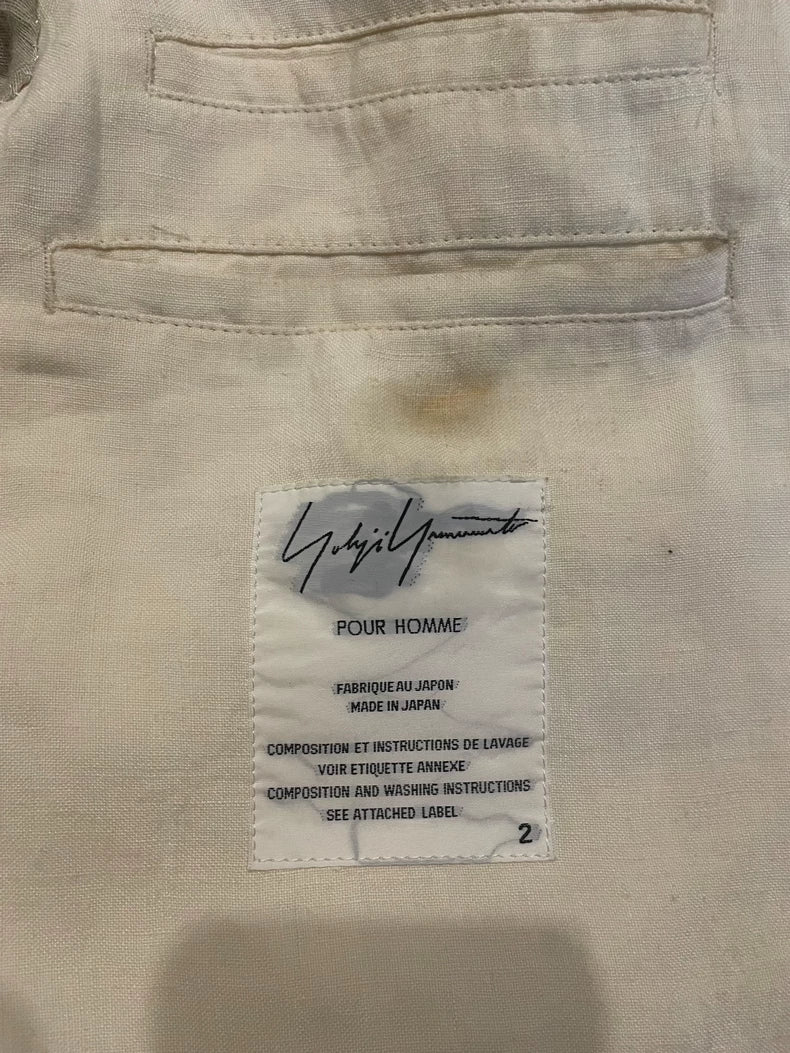 Yohji Yamamoto
POUR HOMME
FABRIQUE AU JAPON
MADE IN JAPAN
COMPOSITION ET INSTRUCTIONS DE LAVAGE
VOIR ETIQUETTE ANNEXE
COMPOSITION AND WASHING INSTRUCTIONS
SEE ATTACHED LABEL
2